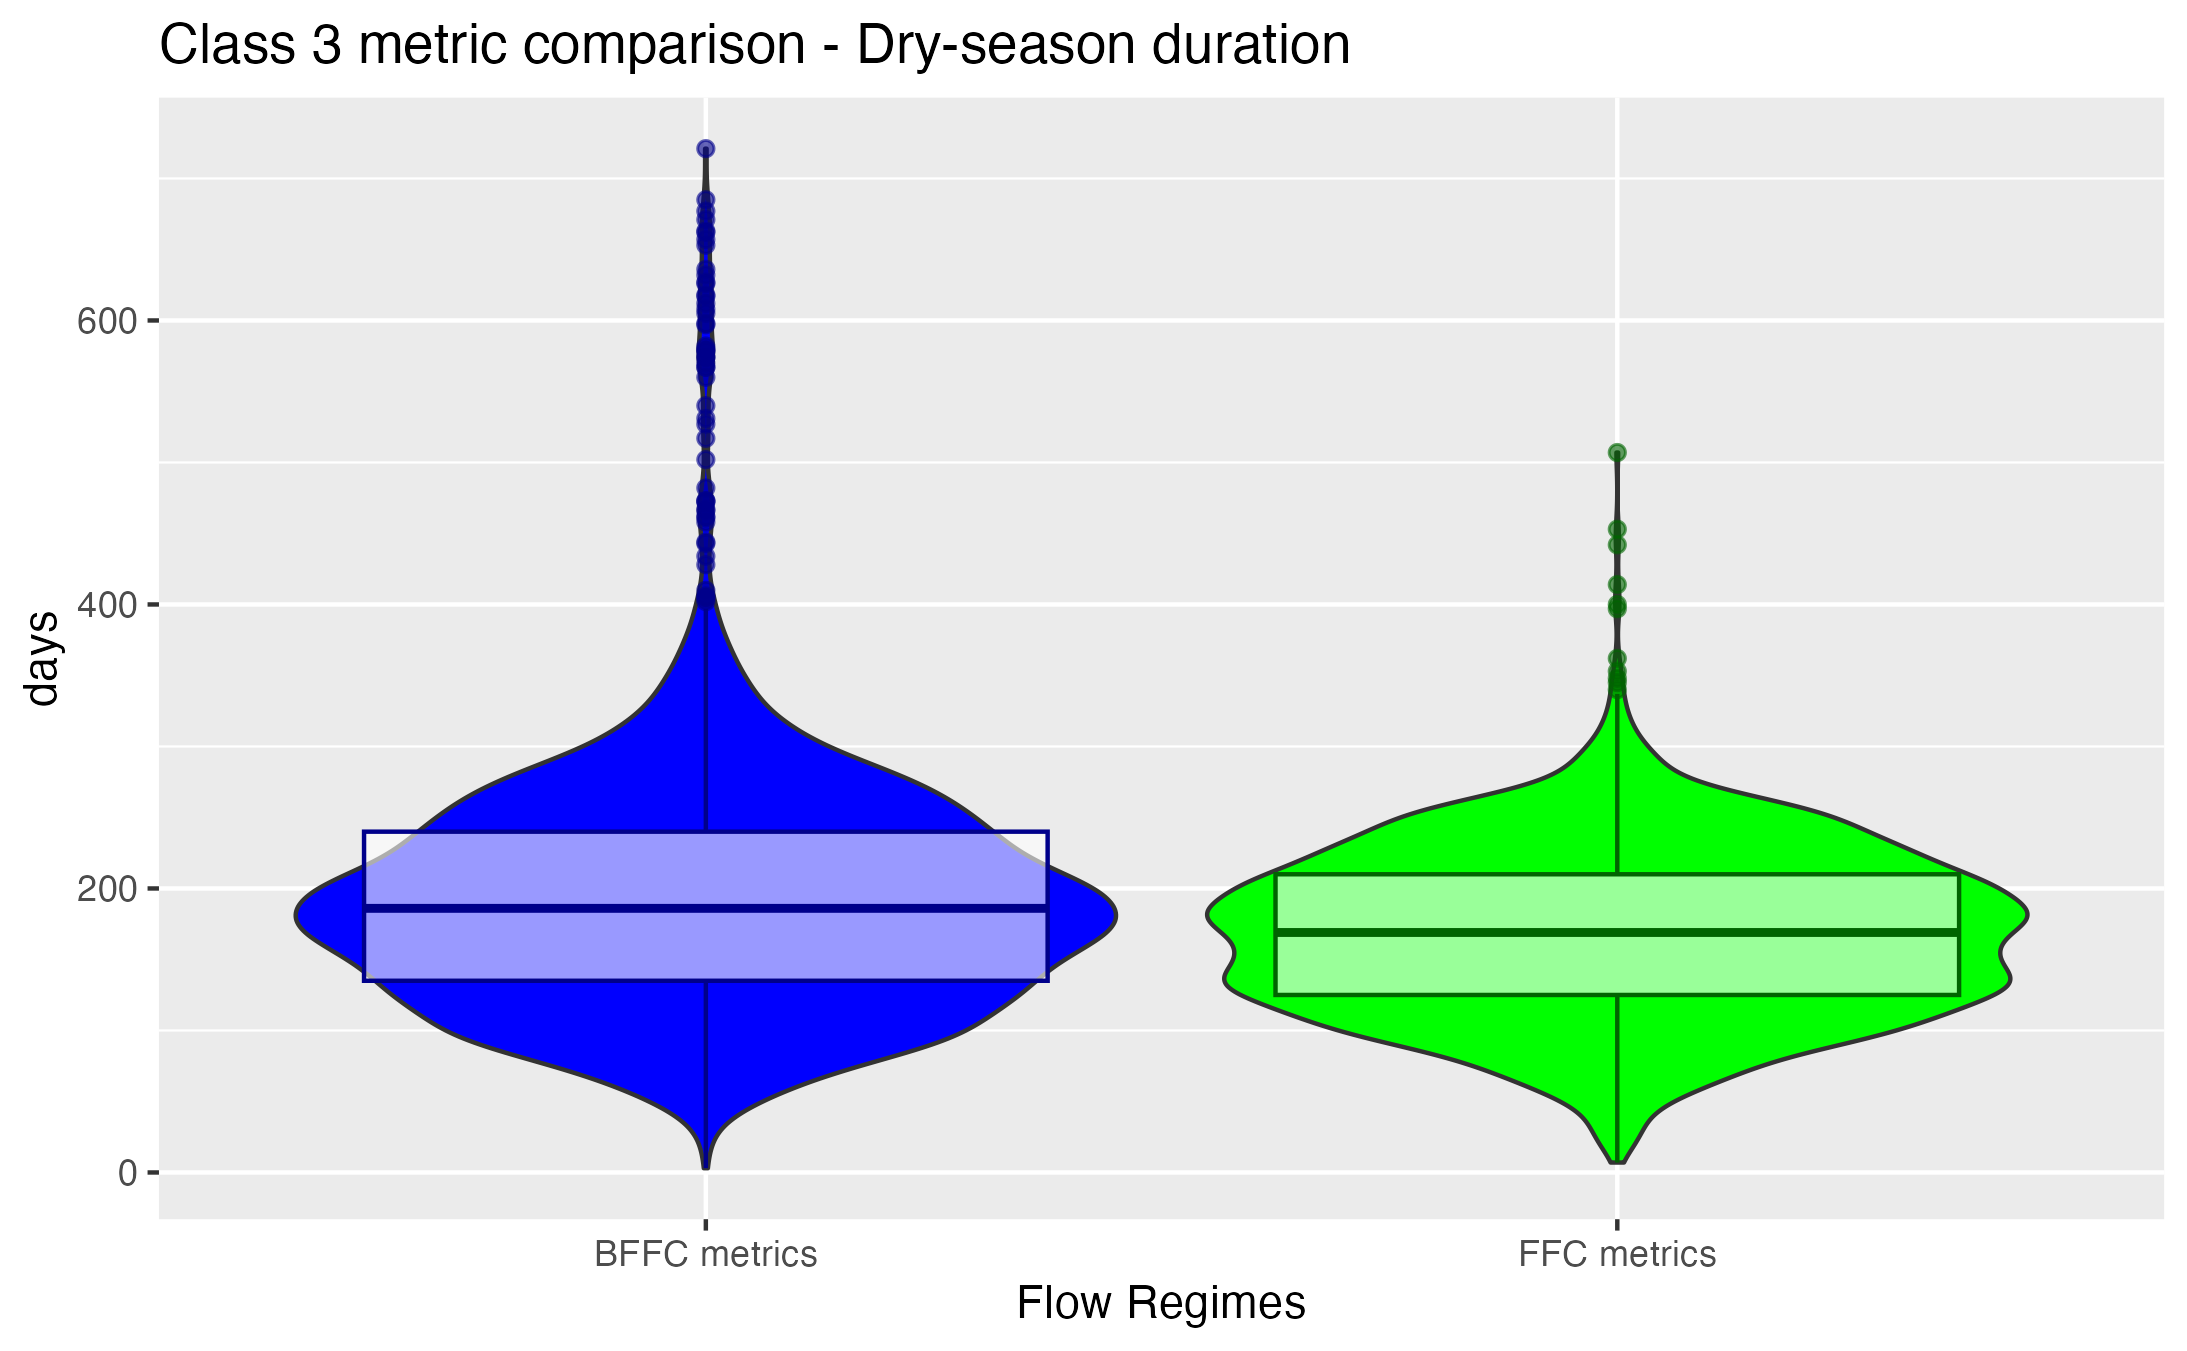 Class 3 metric comparison - Dry-season duration
days
600
400
200
0
BFFC metrics
FFC metrics
Flow Regimes